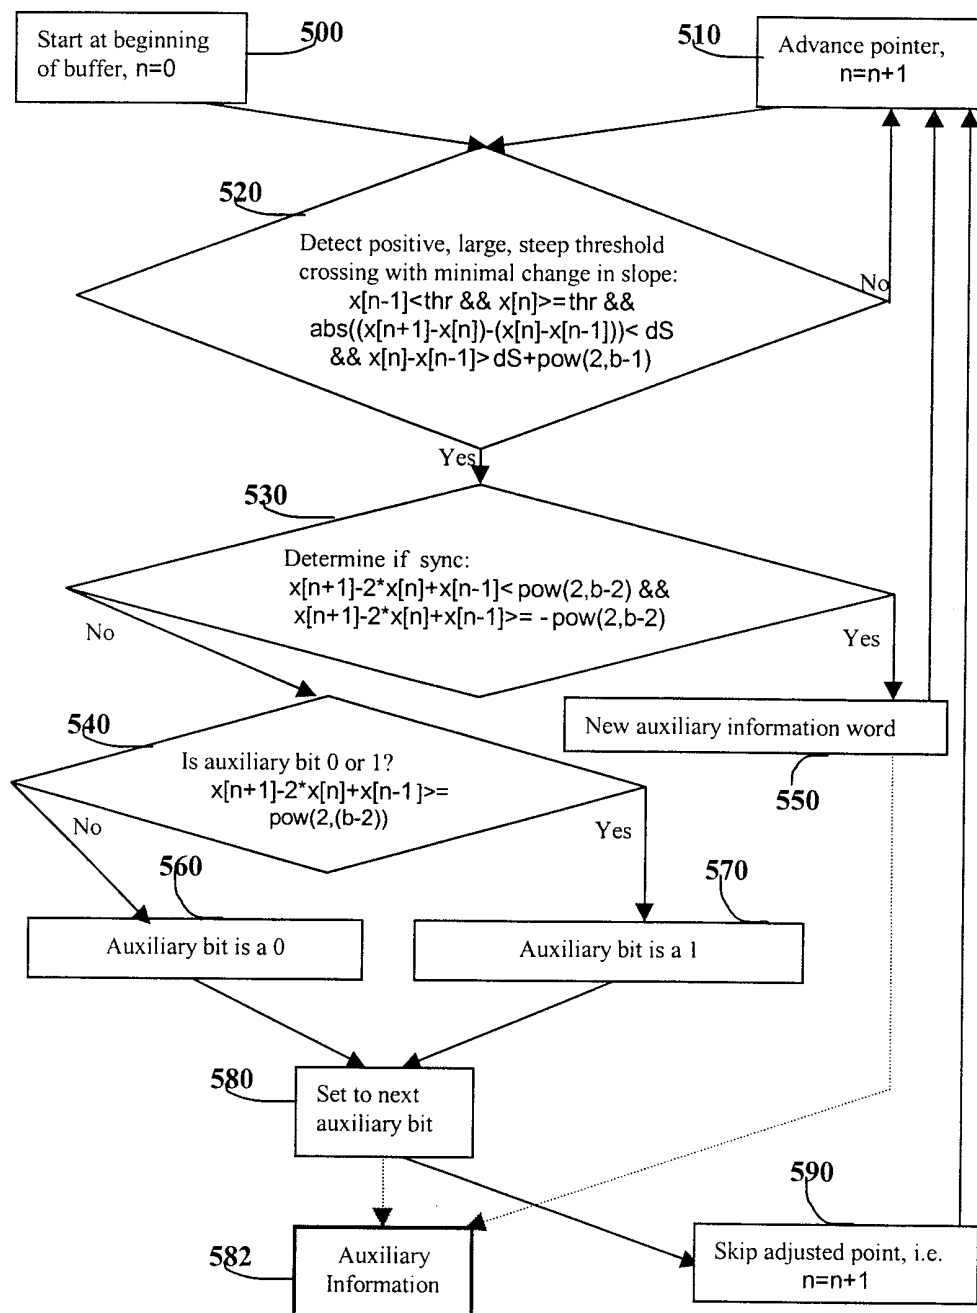 Start at beginning
of buffer, n=0
500
510
Advance pointer,
n=n+1
520
Detect positive, large, steep threshold
crossing with minimal change in slope:
x[n-1]<thr && x[n]>=thr &&
abs((x[n+1]-x[n])-(x[n]-x[n-1]))< dS
&& x[n]-x[n-1]>dS+pow(2,b-1)
No
Yes
530
Determine if sync:
x[n+1]-2*x[n]+x[n-1]<pow(2,b-2) &&
x[n+1]-2*x[n]+x[n-1]>= -pow(2,b-2)
No
Yes
540
Is auxiliary bit 0 or 1?
x[n+1]-2*x[n]+x[n-1]>=
pow(2,(b-2))
No
Yes
New auxiliary information word
550
560
Auxiliary bit is a 0
570
Auxiliary bit is a 1
580
Set to next
auxiliary bit
582
Auxiliary
Information
590
Skip adjusted point, i.e.
n=n+1